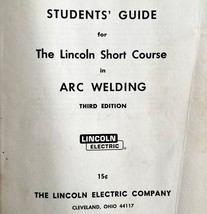 STUDENTS' GUIDE
for
The Lincoln Short Course
in
ARC WELDING
THIRD EDITION
LINCOLN
ELECTRIC
15¢
THE LINCOLN ELECTRIC COMPANY
CLEVELAND, OHIO 44117